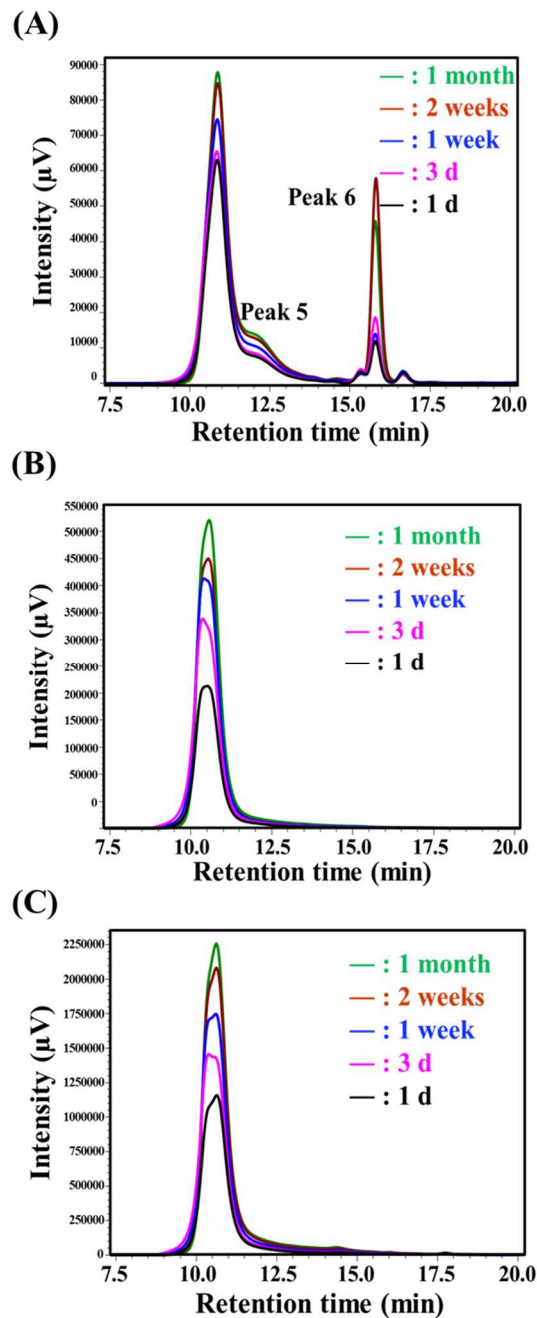 (A)
90000
80000
70000
60000
50000
40000
30000
20000
10000
0
Intensity (μV)
: 1 month
: 2 weeks
: 1 week
: 3 d
: 1 d
Peak 6
Peak 5
7.5 10.0 12.5 15.0 17.5 20.0
Retention time (min)
(B)
550000
500000
450000
400000
350000
300000
250000
200000
150000
100000
50000
0
Intensity (μV)
: 1 month
: 2 weeks
: 1 week
: 3 d
: 1 d
7.5 10.0 12.5 15.0 17.5 20.0
Retention time (min)
(C)
2250000
2000000
1750000
1500000
1250000
1000000
750000
500000
250000
0
Intensity (μV)
: 1 month
: 2 weeks
: 1 week
: 3 d
: 1 d
7.5 10.0 12.5 15.0 17.5 20.0
Retention time (min)